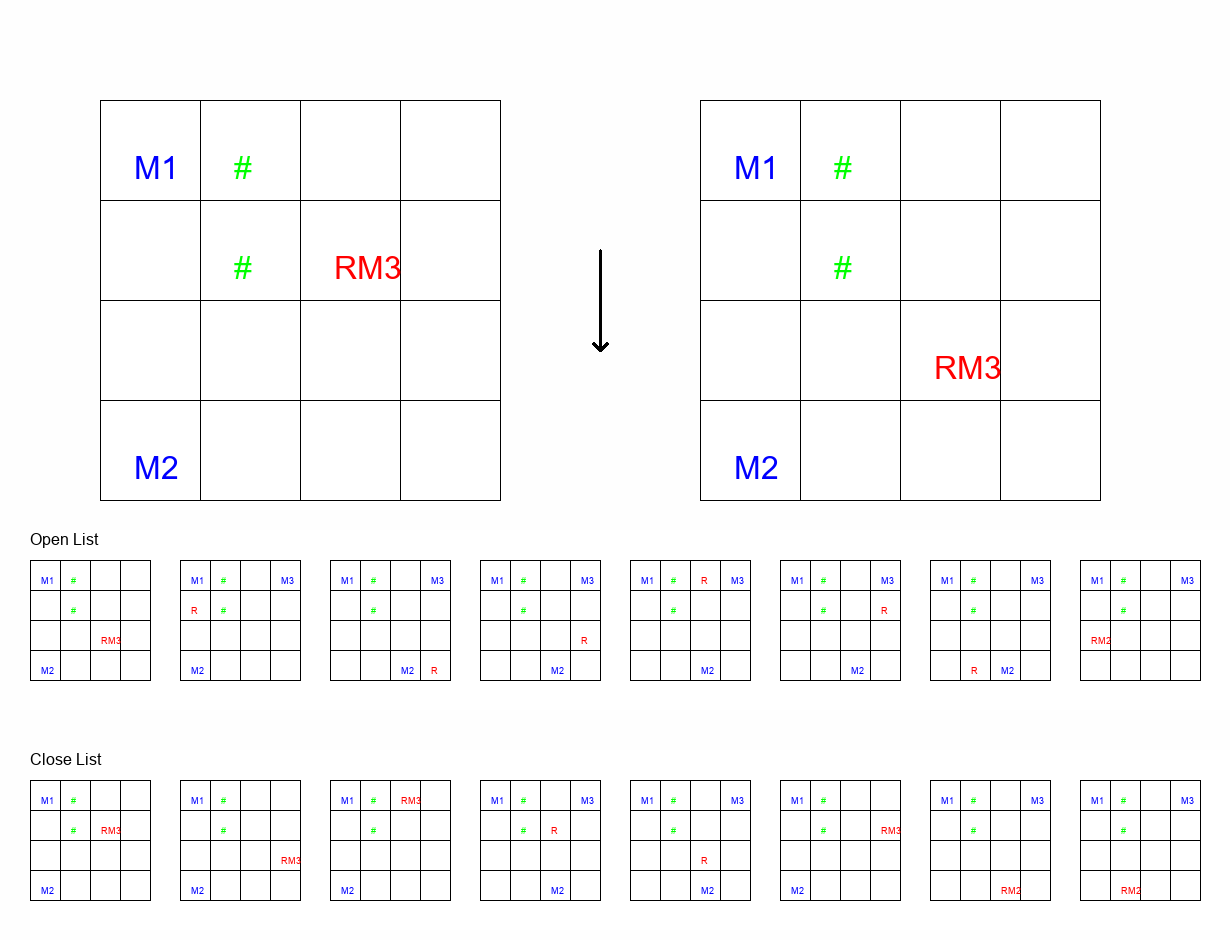 M1 # M1 #
# RM3 #
RM3
M2 M2
Open List
M1 # M1 # M3 M1 # M3 M1 # M3 M1 # R M3 M1 # M3 M1 # M3 M1 # M3
# R # # # # # R # #
RM3 R RM2
M2 M2 M2 R M2 M2 M2 R M2
Close List
M1 # M1 # M1 # RM3 M1 # M3 M1 # M3 M1 # M1 # M3 M1 # M3
# RM3 # # # R # # RM3 # #
RM3 R
M2 M2 M2 M2 M2 M2 RM2 RM2